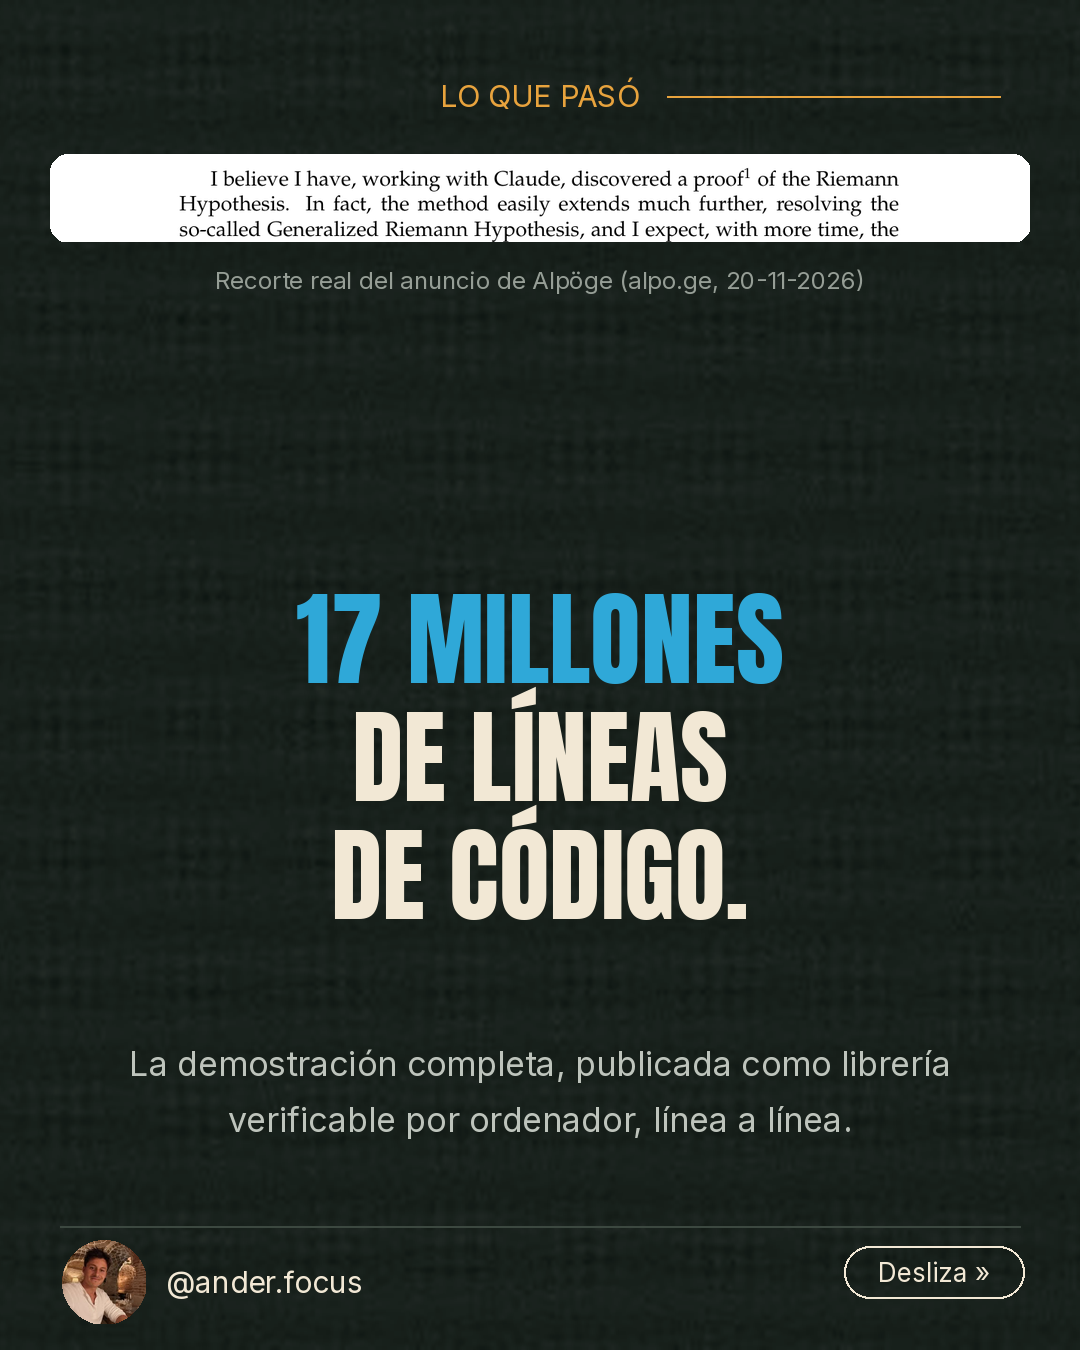 LO QUE PASÓ
I believe I have, working with Claude, discovered a proof¹ of the Riemann
Hypothesis. In fact, the method easily extends much further, resolving the
so-called Generalized Riemann Hypothesis, and I expect, with more time, the
Recorte real del anuncio de Alpöge (alpo.ge, 20-11-2026)
17 MILLONES
DE LÍNEAS
DE CÓDIGO.
La demostración completa, publicada como librería
verificable por ordenador, línea a línea.
@ander.focus
Desliza »